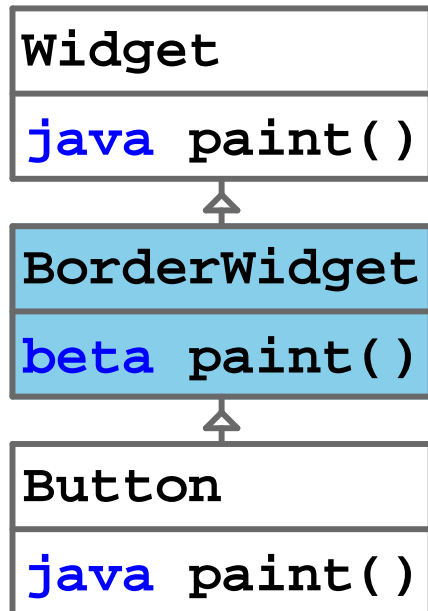 Widget
java paint()
BorderWidget
beta paint()
Button
java paint()